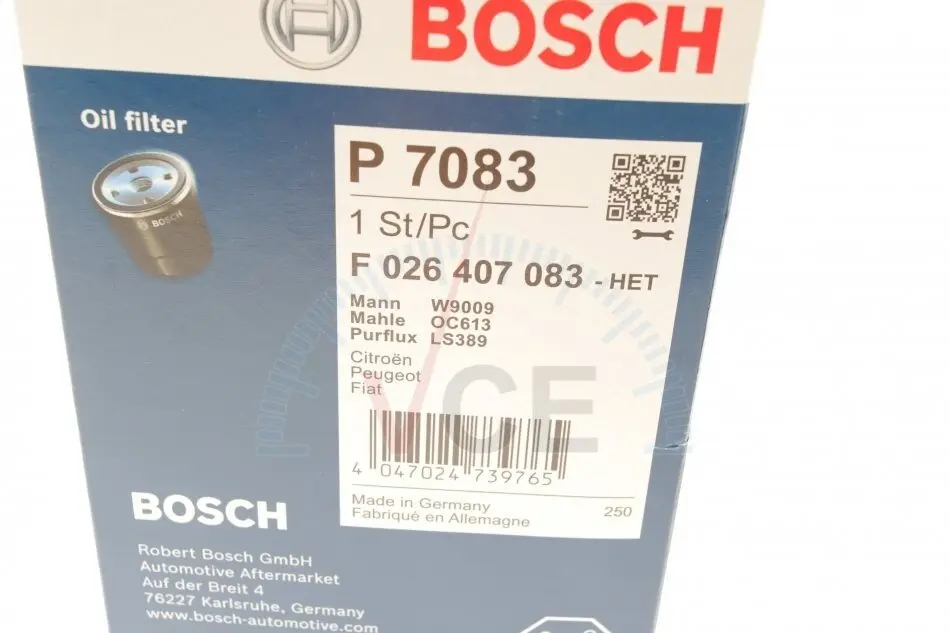 BOSCH
Oil filter
BOSCH
P 7083
1 St/Pc
F 026 407 083 - HET
Mann W9009
Mahle OC613
Purflux LS389
Citroën
Peugeot
Fiat
VCE
4 047024 739765
Made in Germany
Fabriqué en Allemagne
250
BOSCH
Robert Bosch GmbH
Automotive Aftermarket
Auf der Breit 4
76227 Karlsruhe, Germany
www.bosch-automotive.com